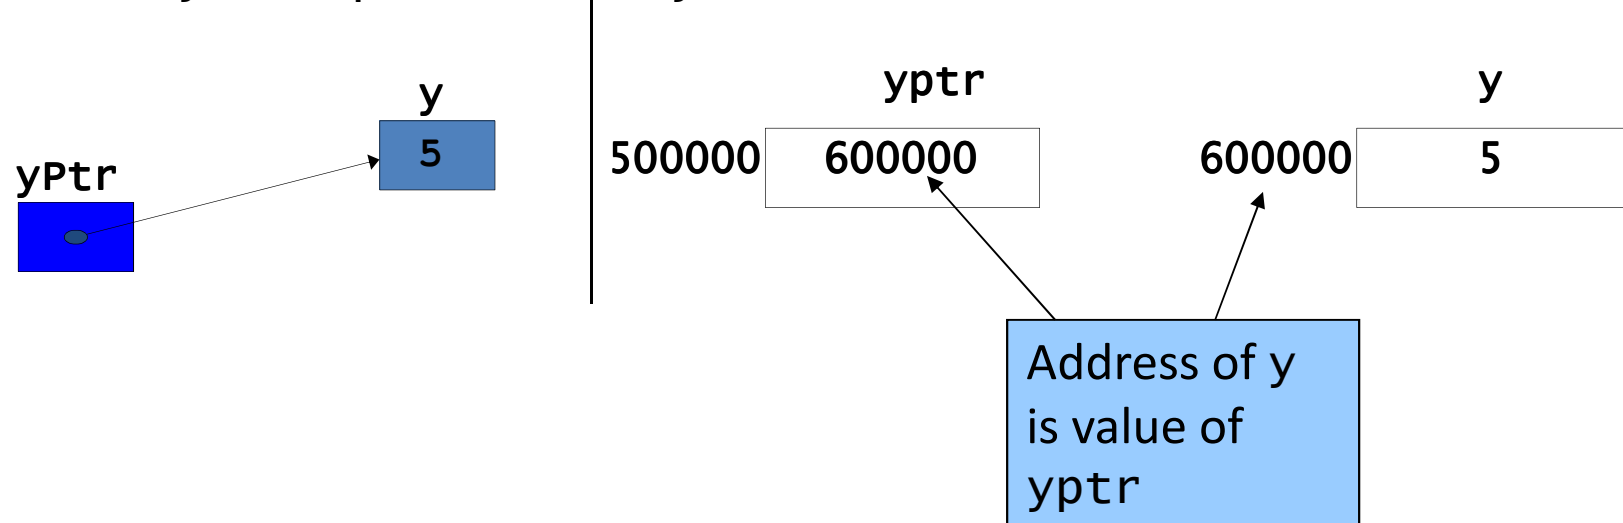 y
5
yPtr
yptr
y
500000 600000 600000 5
Address of y
is value of
yptr